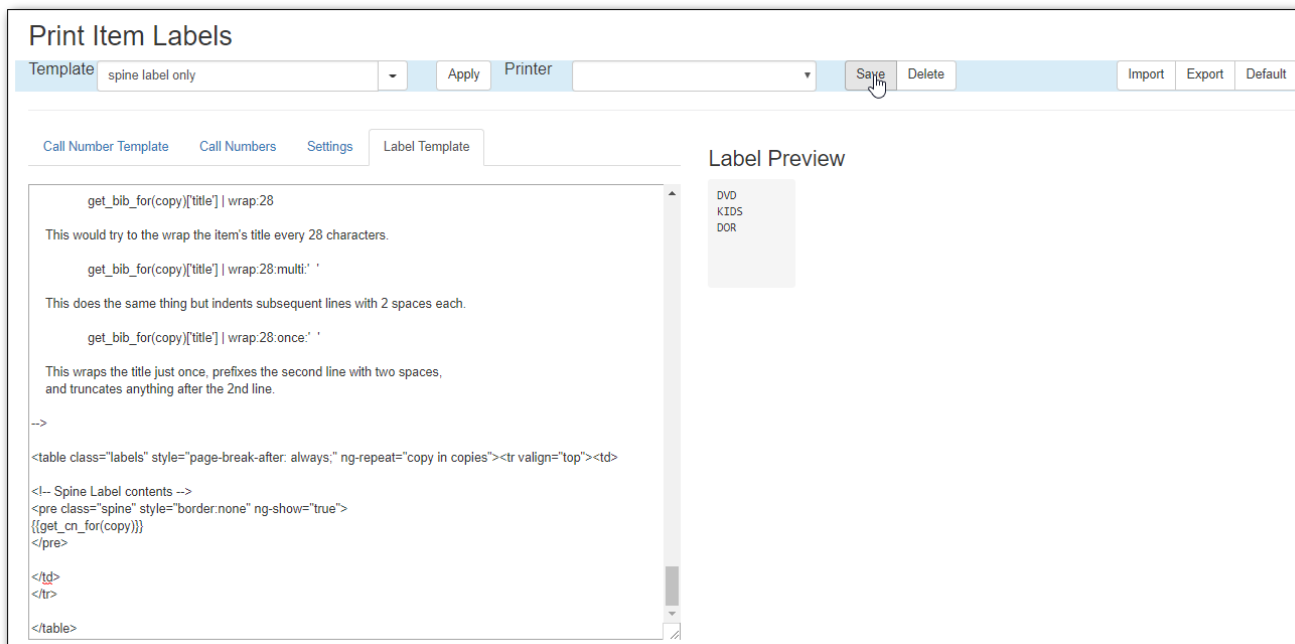 Print Item Labels
Template spine label only Apply Printer Save Delete Import Export Default
Call Number Template Call Numbers Settings Label Template
Label Preview
DVD
KIDS
DOR
get_bib_for(copy)['title'] | wrap:28
This would try to the wrap the item's title every 28 characters.
get_bib_for(copy)['title'] | wrap:28:multi:'  '
This does the same thing but indents subsequent lines with 2 spaces each.
get_bib_for(copy)['title'] | wrap:28:once:'  '
This wraps the title just once, prefixes the second line with two spaces,
and truncates anything after the 2nd line.
-->
<table class="labels" style="page-break-after: always;" ng-repeat="copy in copies"><tr valign="top"><td>
<!-- Spine Label contents -->
<pre class="spine" style="border:none" ng-show="true">
{{get_cn_for(copy)}}
</pre>
</td>
</tr>
</table>